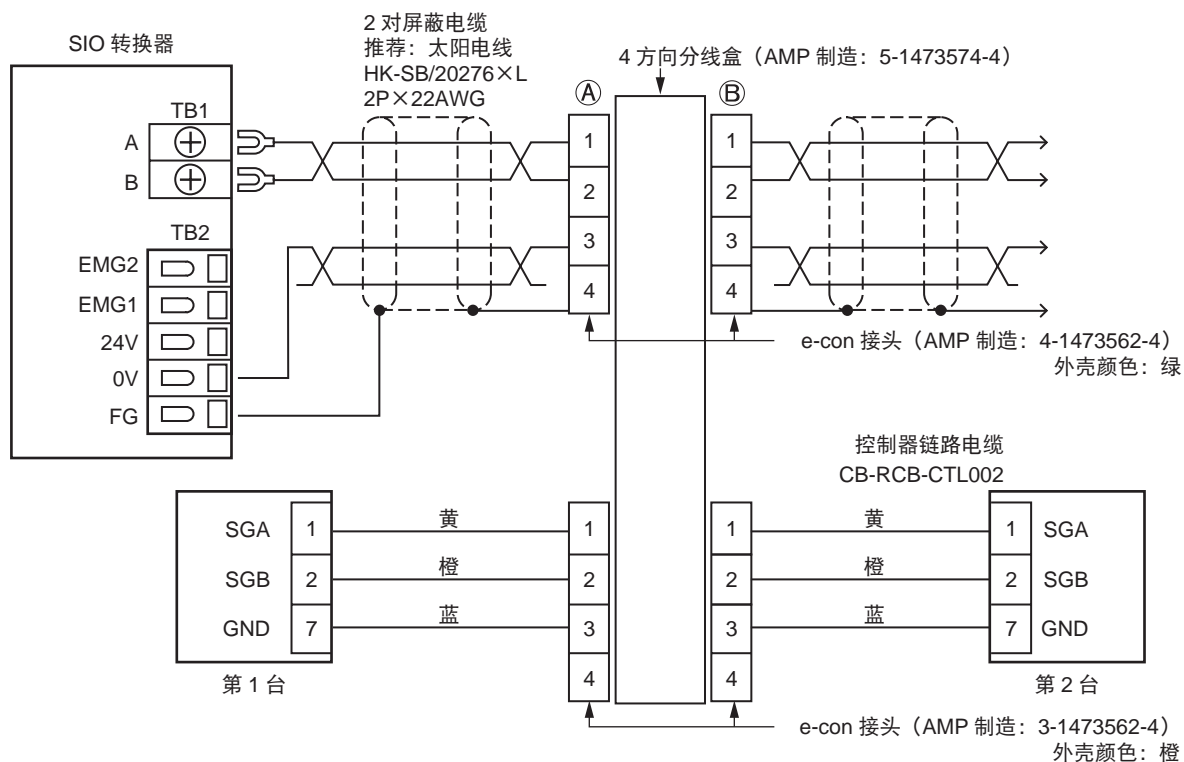 SIO 转换器
2 对屏蔽电缆
推荐：太阳电线
HK-SB/20276×L
2P×22AWG
4 方向分线盒（AMP 制造：5-1473574-4）
Ⓐ
Ⓑ
TB1
A
B
TB2
EMG2
EMG1
24V
0V
FG
1
2
3
4
1
2
3
4
e-con 接头（AMP 制造：4-1473562-4）
外壳颜色：绿
控制器链路电缆
CB-RCB-CTL002
SGA 1 黄 1
SGB 2 橙 2
GND 7 蓝 3
4
第 1 台
1 黄 1 SGA
2 橙 2 SGB
3 蓝 7 GND
4
第 2 台
e-con 接头（AMP 制造：3-1473562-4）
外壳颜色：橙